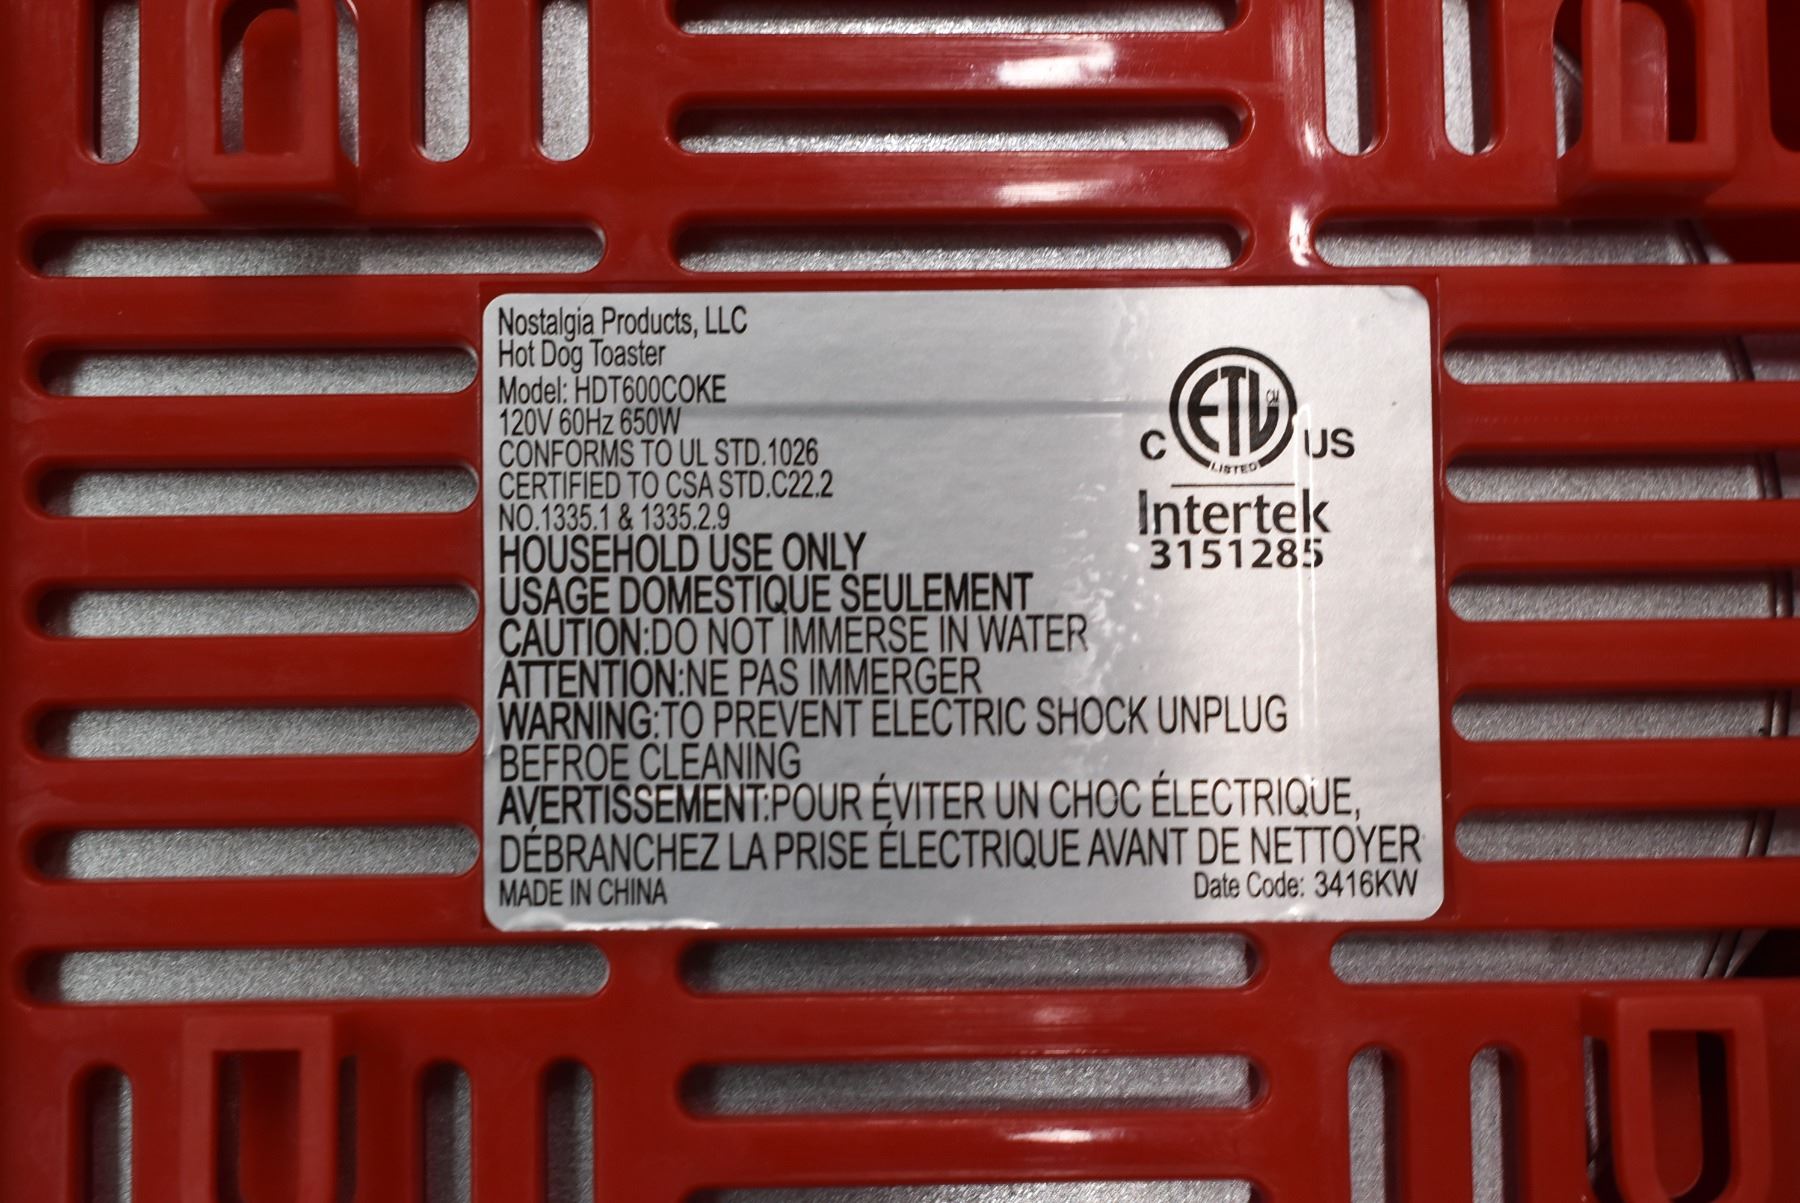 Nostalgia Products, LLC
Hot Dog Toaster
Model: HDT600COKE
120V 60Hz 650W
CONFORMS TO UL STD.1026
CERTIFIED TO CSA STD.C22.2
NO.1335.1 & 1335.2.9
HOUSEHOLD USE ONLY
USAGE DOMESTIQUE SEULEMENT
CAUTION:DO NOT IMMERSE IN WATER
ATTENTION:NE PAS IMMERGER
WARNING:TO PREVENT ELECTRIC SHOCK UNPLUG
BEFROE CLEANING
AVERTISSEMENT:POUR ÉVITER UN CHOC ÉLECTRIQUE,
DÉBRANCHEZ LA PRISE ÉLECTRIQUE AVANT DE NETTOYER
MADE IN CHINA
Date Code: 3416KW
ETL CM
C US
LISTED
Intertek
3151285